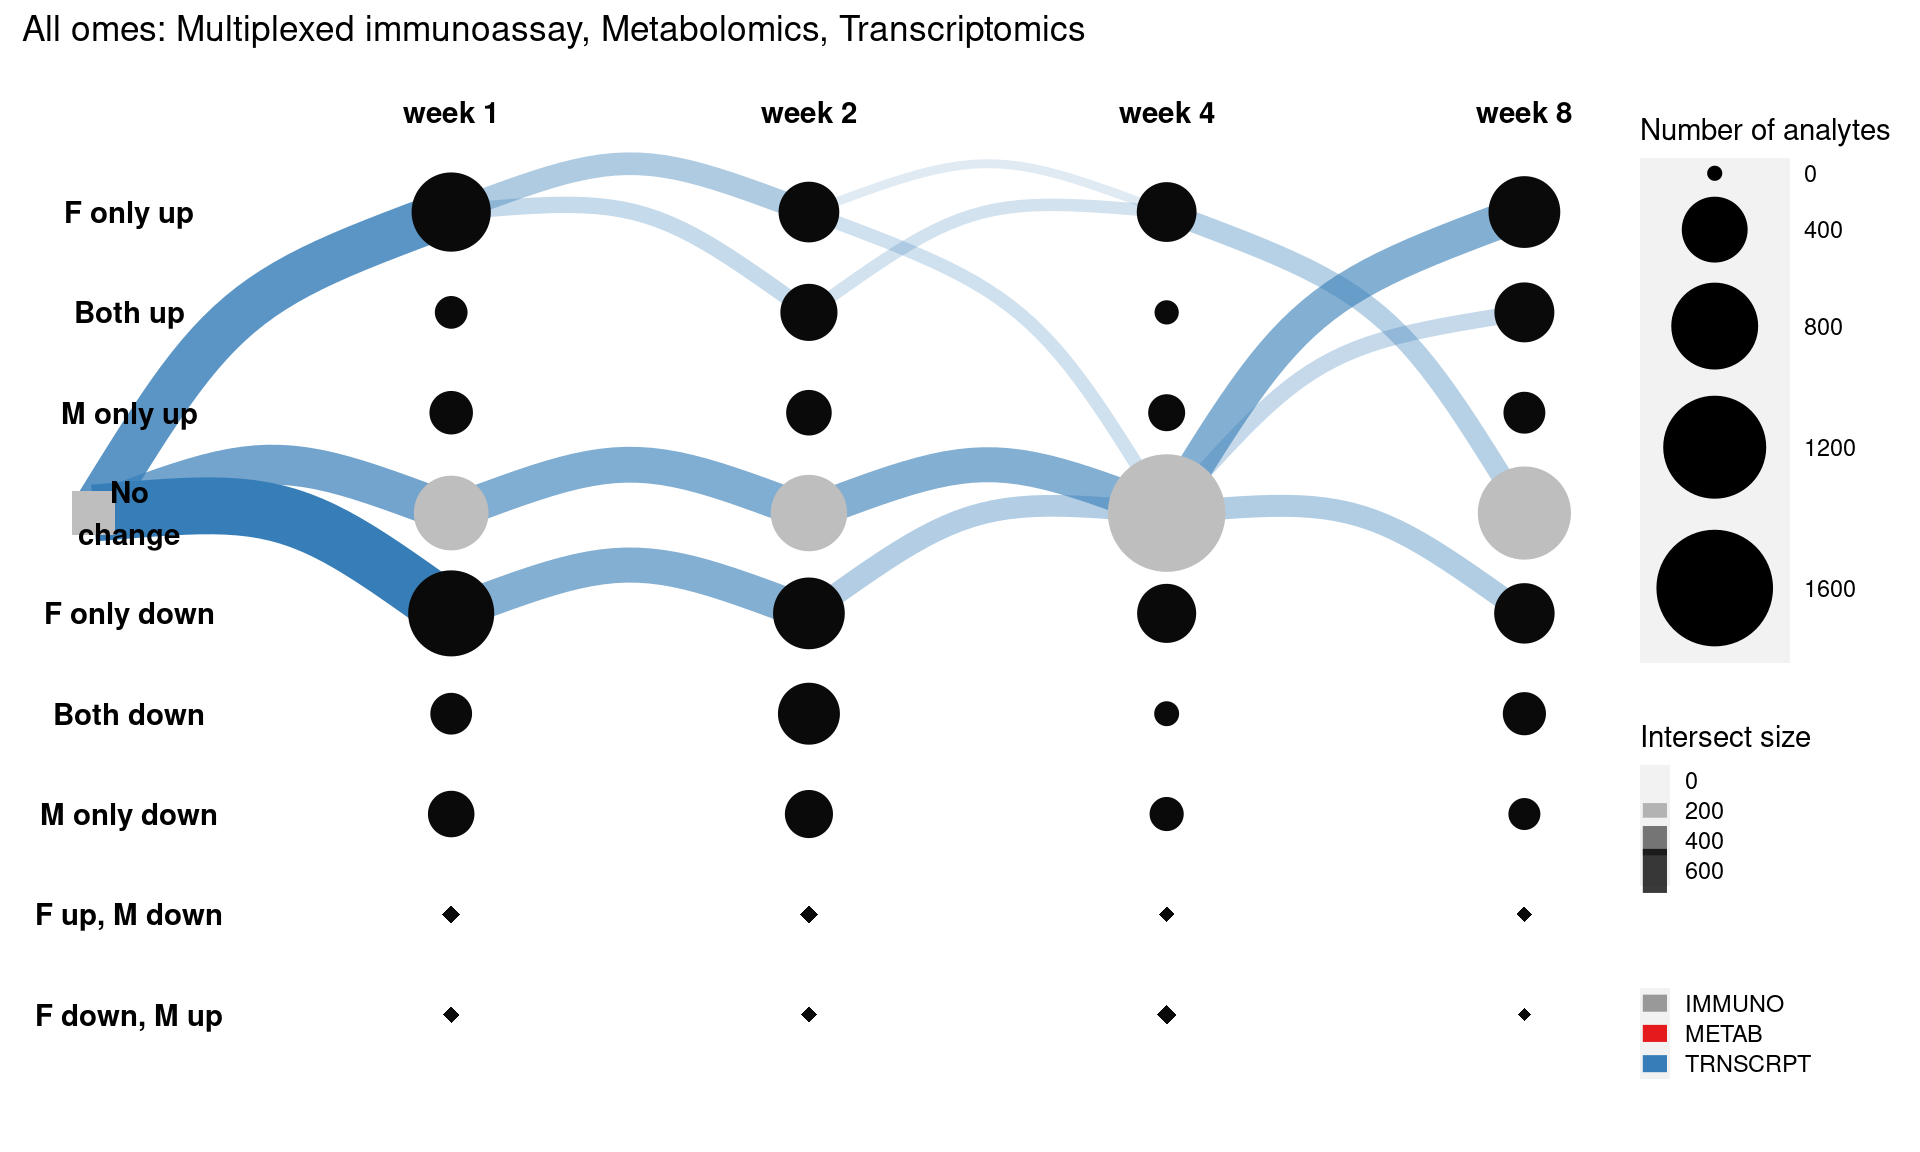 All omes: Multiplexed immunoassay, Metabolomics, Transcriptomics
week 1
week 2
week 4
week 8
F only up
Both up
M only up
No
change
F only down
Both down
M only down
F up, M down
F down, M up
Number of analytes
0
400
800
1200
1600
Intersect size
0
200
400
600
IMMUNO
METAB
TRNSCRPT